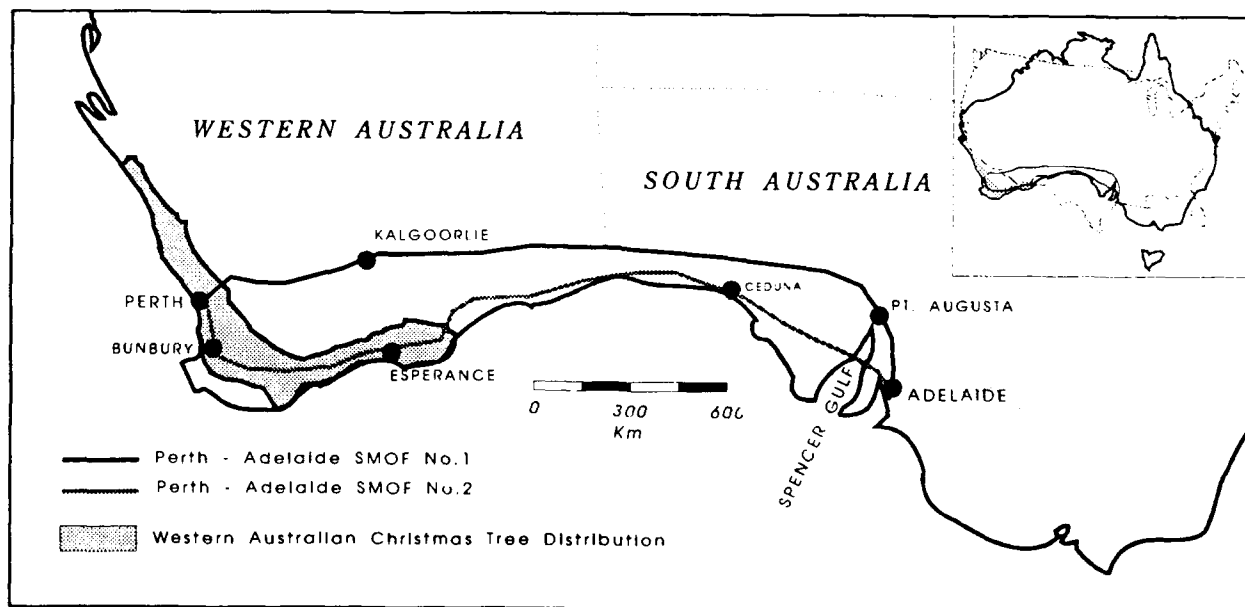 WESTERN AUSTRALIA
SOUTH AUSTRALIA
KALGOORLIE
CEDUNA
PERTH
PT. AUGUSTA
BUNBURY
ESPERANCE
ADELAIDE
SPENCER GULF
0 300 600
Km
Perth - Adelaide SMOF No.1
Perth - Adelaide SMOF No.2
Western Australian Christmas Tree Distribution